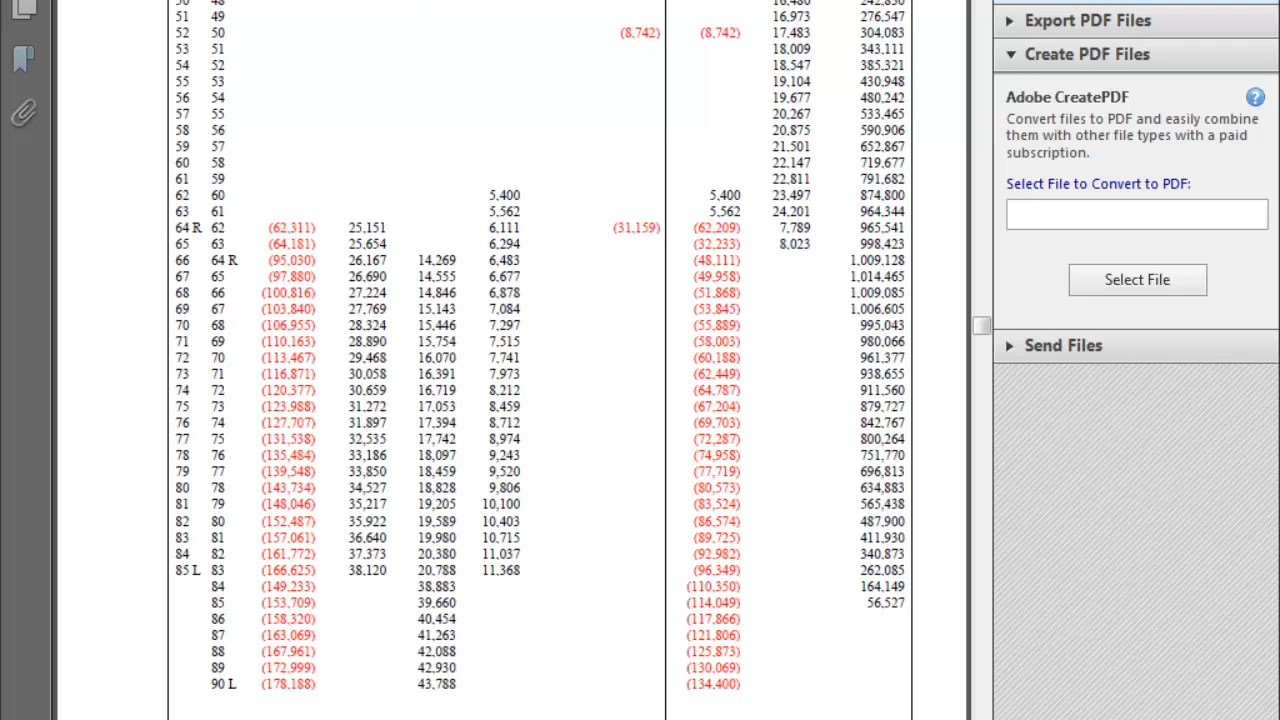 50 48 16,480 242,850
51 49 16,973 276,547
52 50 (8,742) (8,742) 17,483 304,083
53 51 18,009 343,111
54 52 18,547 385,321
55 53 19,104 430,948
56 54 19,677 480,242
57 55 20,267 533,465
58 56 20,875 590,906
59 57 21,501 652,867
60 58 22,147 719,677
61 59 22,811 791,682
62 60 5,400 5,400 23,497 874,800
63 61 5,562 5,562 24,201 964,344
64 R 62 (62,311) 25,151 6,111 (31,159) (62,209) 7,789 965,541
65 63 (64,181) 25,654 6,294 (32,233) 8,023 998,423
66 64 R (95,030) 26,167 14,269 6,483 (48,111) 1,009,128
67 65 (97,880) 26,690 14,555 6,677 (49,958) 1,014,465
68 66 (100,816) 27,224 14,846 6,878 (51,868) 1,009,085
69 67 (103,840) 27,769 15,143 7,084 (53,845) 1,006,605
70 68 (106,955) 28,324 15,446 7,297 (55,889) 995,043
71 69 (110,163) 28,890 15,754 7,515 (58,003) 980,066
72 70 (113,467) 29,468 16,070 7,741 (60,188) 961,377
73 71 (116,871) 30,058 16,391 7,973 (62,449) 938,655
74 72 (120,377) 30,659 16,719 8,212 (64,787) 911,560
75 73 (123,988) 31,272 17,053 8,459 (67,204) 879,727
76 74 (127,707) 31,897 17,394 8,712 (69,703) 842,767
77 75 (131,538) 32,535 17,742 8,974 (72,287) 800,264
78 76 (135,484) 33,186 18,097 9,243 (74,958) 751,770
79 77 (139,548) 33,850 18,459 9,520 (77,719) 696,813
80 78 (143,734) 34,527 18,828 9,806 (80,573) 634,883
81 79 (148,046) 35,217 19,205 10,100 (83,524) 565,438
82 80 (152,487) 35,922 19,589 10,403 (86,574) 487,900
83 81 (157,061) 36,640 19,980 10,715 (89,725) 411,930
84 82 (161,772) 37,373 20,380 11,037 (92,982) 340,873
85 L 83 (166,625) 38,120 20,788 11,368 (96,349) 262,085
84 (149,233) 38,883 (110,350) 164,149
85 (153,709) 39,660 (114,049) 56,527
86 (158,320) 40,454 (117,866)
87 (163,069) 41,263 (121,806)
88 (167,961) 42,088 (125,873)
89 (172,999) 42,930 (130,069)
90 L (178,188) 43,788 (134,400)
Export PDF Files
Create PDF Files
Adobe CreatePDF
?
Convert files to PDF and easily combine
them with other file types with a paid
subscription.
Select File to Convert to PDF:
Select File
Send Files